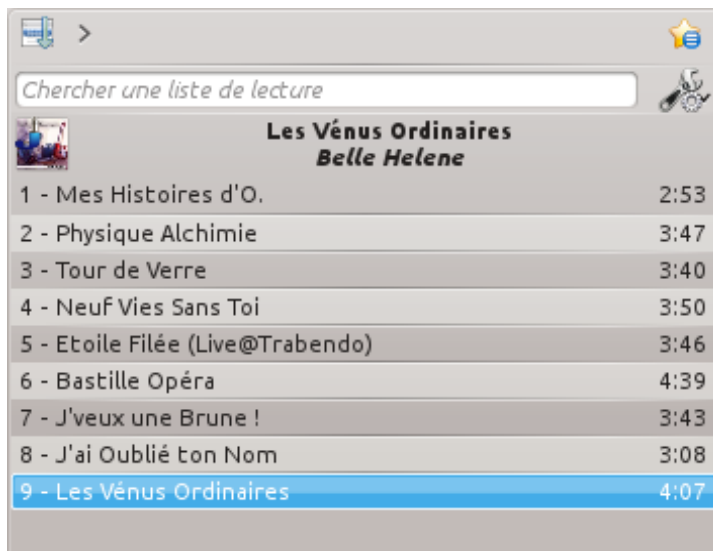 Chercher une liste de lecture
Les Vénus Ordinaires
Belle Helene
1 - Mes Histoires d'O. 2:53
2 - Physique Alchimie 3:47
3 - Tour de Verre 3:40
4 - Neuf Vies Sans Toi 3:50
5 - Etoile Filée (Live@Trabendo) 3:46
6 - Bastille Opéra 4:39
7 - J'veux une Brune ! 3:43
8 - J'ai Oublié ton Nom 3:08
9 - Les Vénus Ordinaires 4:07